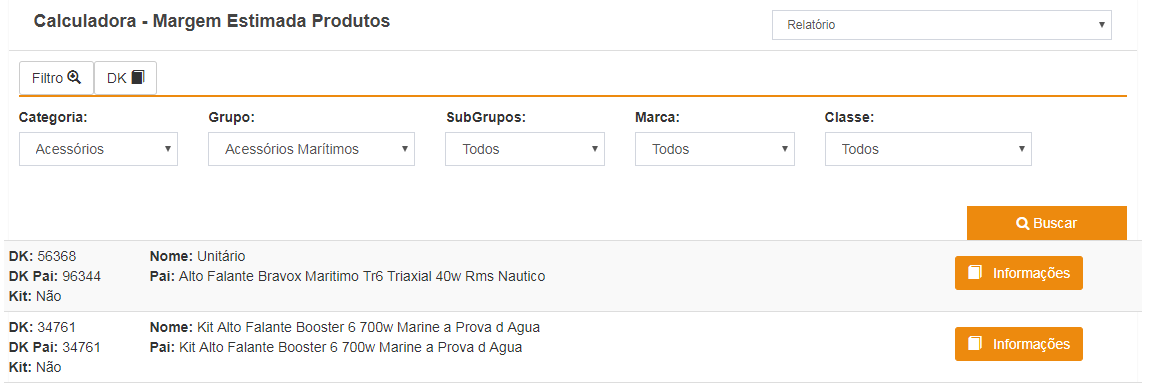 Calculadora - Margem Estimada Produtos
Relatório
Filtro DK
Categoria: Grupo: SubGrupos: Marca: Classe:
Acessórios Acessórios Marítimos Todos Todos Todos
Buscar
DK: 56368 Nome: Unitário
DK Pai: 96344 Pai: Alto Falante Bravox Maritimo Tr6 Triaxial 40w Rms Nautico
Informações
Kit: Não
DK: 34761 Nome: Kit Alto Falante Booster 6 700w Marine a Prova d Agua
DK Pai: 34761 Pai: Kit Alto Falante Booster 6 700w Marine a Prova d Agua
Informações
Kit: Não